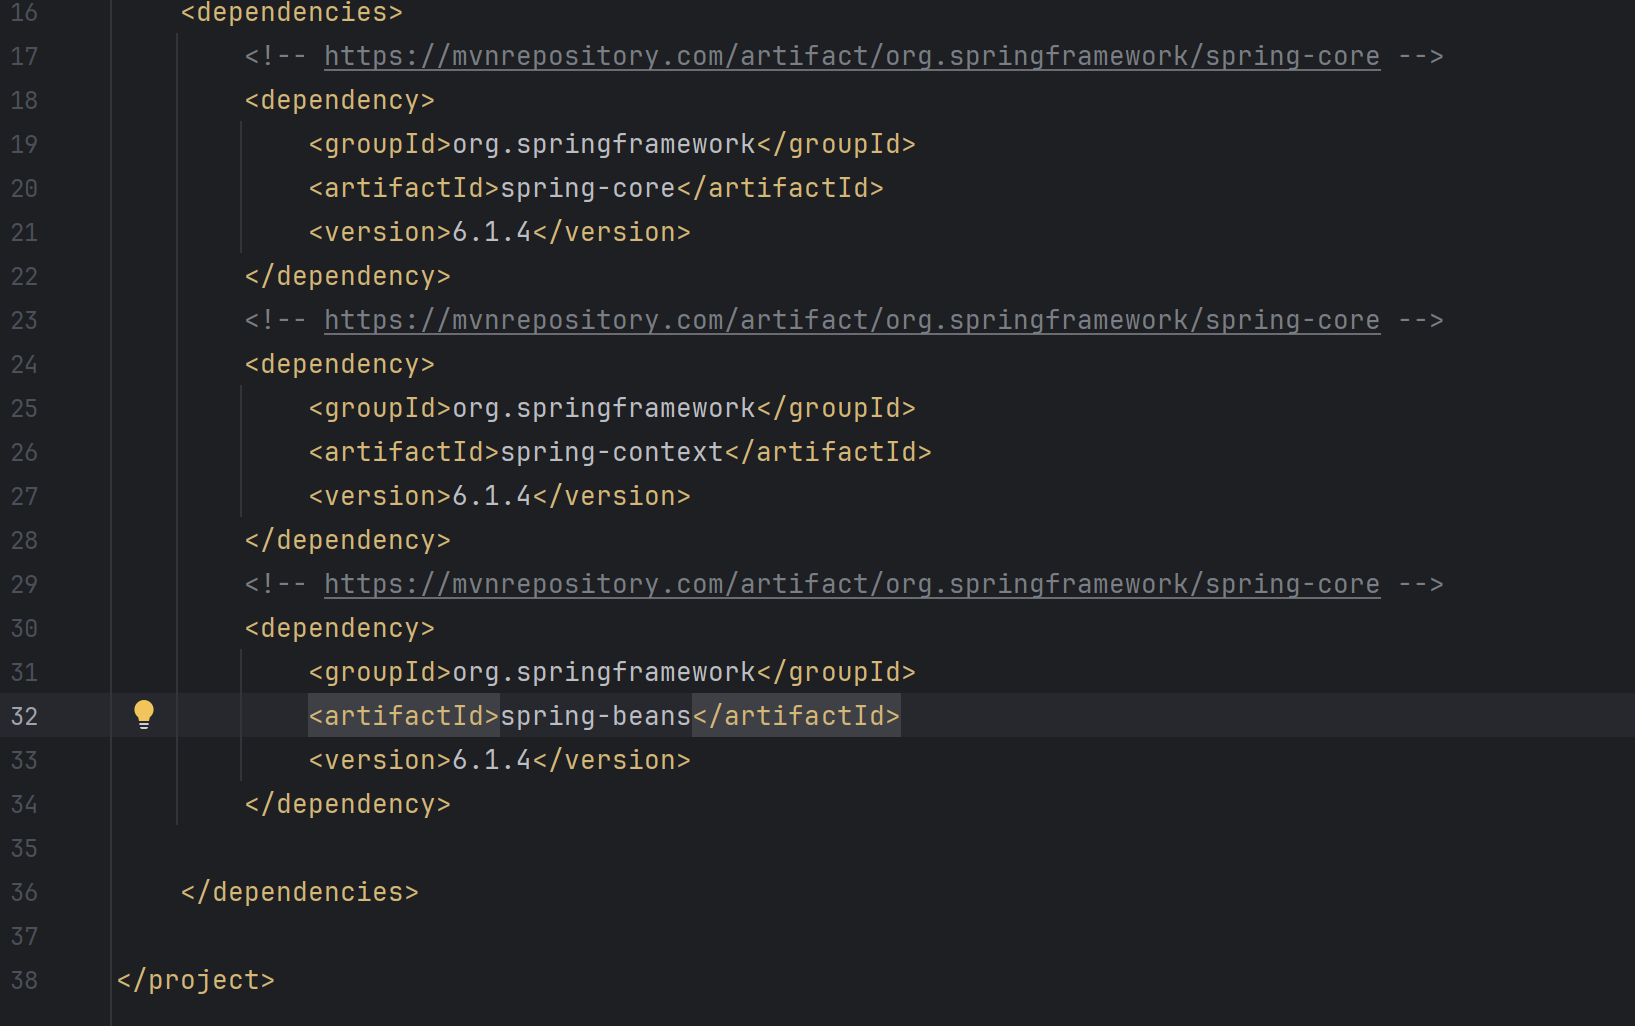 16 <dependencies>
17 <!-- https://mvnrepository.com/artifact/org.springframework/spring-core -->
18 <dependency>
19 <groupId>org.springframework</groupId>
20 <artifactId>spring-core</artifactId>
21 <version>6.1.4</version>
22 </dependency>
23 <!-- https://mvnrepository.com/artifact/org.springframework/spring-core -->
24 <dependency>
25 <groupId>org.springframework</groupId>
26 <artifactId>spring-context</artifactId>
27 <version>6.1.4</version>
28 </dependency>
29 <!-- https://mvnrepository.com/artifact/org.springframework/spring-core -->
30 <dependency>
31 <groupId>org.springframework</groupId>
32 <artifactId>spring-beans</artifactId>
33 <version>6.1.4</version>
34 </dependency>
35
36 </dependencies>
37
38 </project>